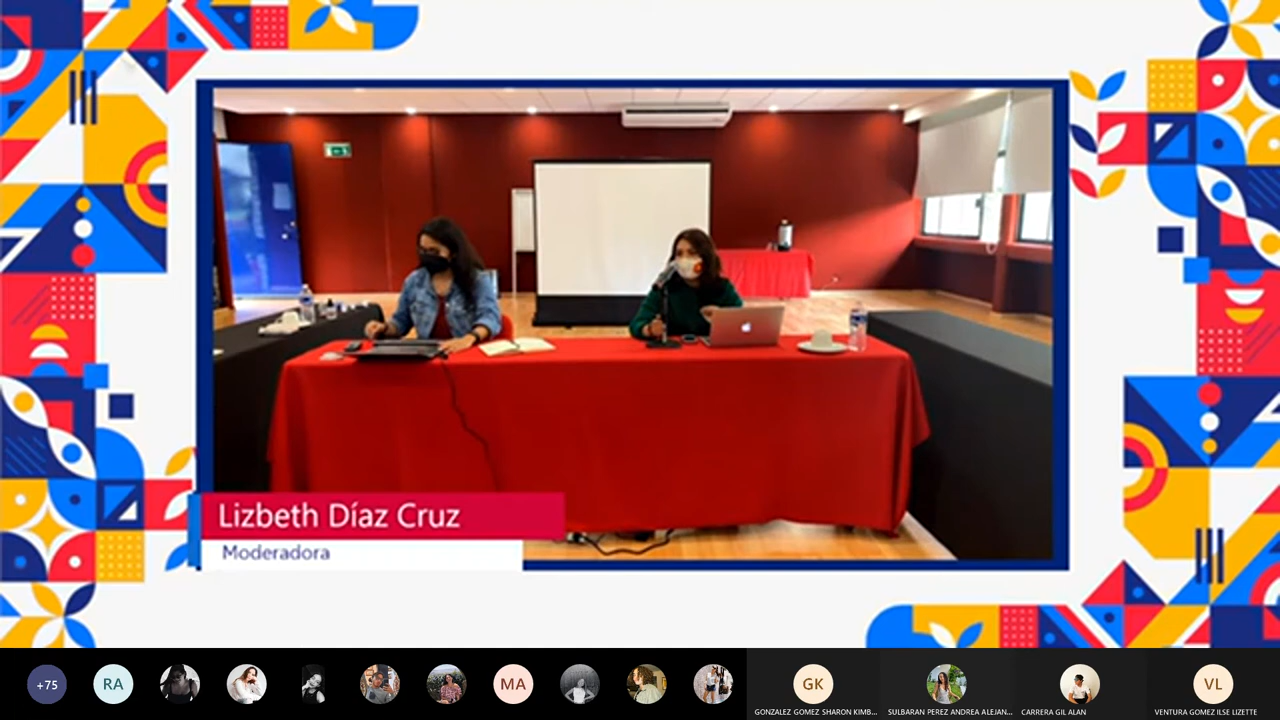 Lizbeth Díaz Cruz
Moderadora
+75
RA
MA
GK
VL
GONZALEZ GOMEZ SHARON KIMB...
SULBARAN PEREZ ANDREA ALEJAN...
CARRERA GIL ALAN
VENTURA GOMEZ ILSE LIZETTE